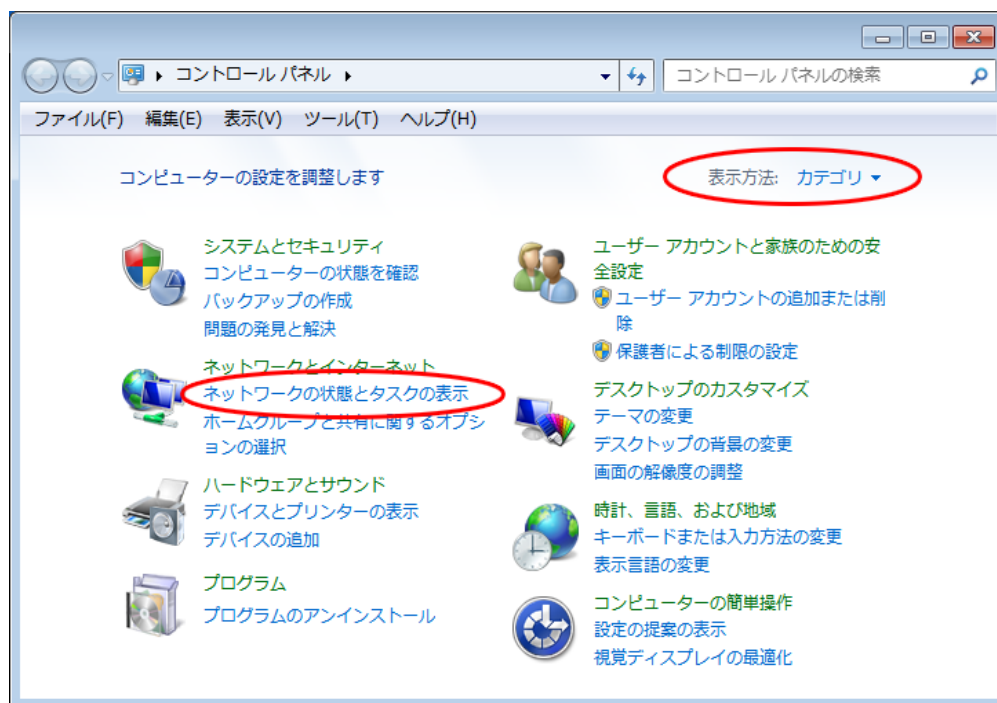 コントロール パネル
コントロール パネルの検索
ファイル(F) 編集(E) 表示(V) ツール(T) ヘルプ(H)
コンピューターの設定を調整します
表示方法: カテゴリ
システムとセキュリティ
コンピューターの状態を確認
バックアップの作成
問題の発見と解決
ネットワークとインターネット
ネットワークの状態とタスクの表示
ホームグループと共有に関するオプシ
ョンの選択
ハードウェアとサウンド
デバイスとプリンターの表示
デバイスの追加
プログラム
プログラムのアンインストール
ユーザー アカウントと家族のための安
全設定
ユーザー アカウントの追加または削
除
保護者による制限の設定
デスクトップのカスタマイズ
テーマの変更
デスクトップの背景の変更
画面の解像度の調整
時計、言語、および地域
キーボードまたは入力方法の変更
表示言語の変更
コンピューターの簡単操作
設定の提案の表示
視覚ディスプレイの最適化